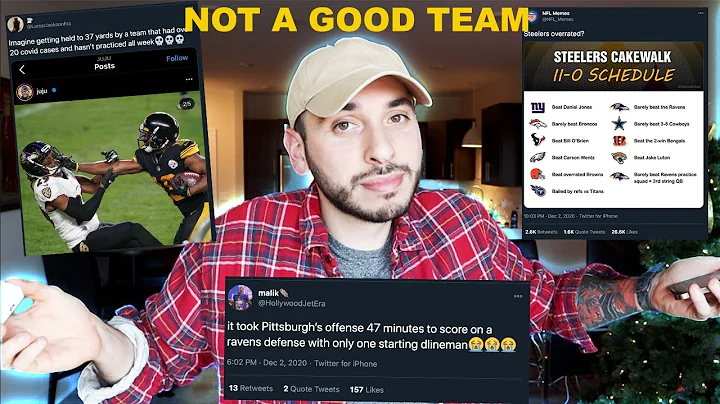 NOT A GOOD TEAM
@LamarJacksonfira
Imagine getting held to 37 yards by a team that had over
20 covid cases and hasn't practiced all week💀💀💀
JUJU
Posts
Follow
juju
2/5
NFL Memes
@NFL_Memes
Steelers overrated?
STEELERS CAKEWALK
11-0 SCHEDULE
Beat Daniel Jones
Barely beat the Ravens
Barely beat Broncos
Barely beat 3-8 Cowboys
Beat Bill O'Brien
Beat the 2-win Bengals
Beat Carson Wentz
Beat Jake Luton
Beat overrated Browns
Barely beat Ravens practice
squad + 3rd string QB
Bailed by refs vs Titans
10:03 PM · Dec 2, 2020 · Twitter for iPhone
2.6K Retweets 1.6K Quote Tweets 26.6K Likes
malik
@HollywoodJetEra
it took Pittsburgh's offense 47 minutes to score on a
ravens defense with only one starting dlineman😭😭😭
6:02 PM · Dec 2, 2020 · Twitter for iPhone
13 Retweets 2 Quote Tweets 157 Likes